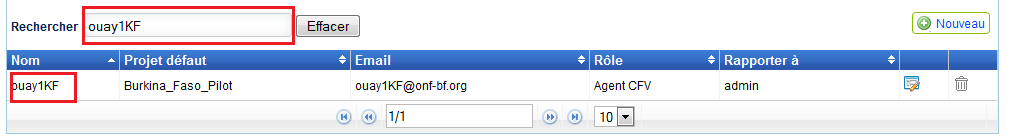 Rechercher ouay1KF Effacer Nouveau
Nom Projet défaut Email Rôle Rapporter à
ouay1KF Burkina_Faso_Pilot ouay1KF@onf-bf.org Agent CFV admin
1/1 10